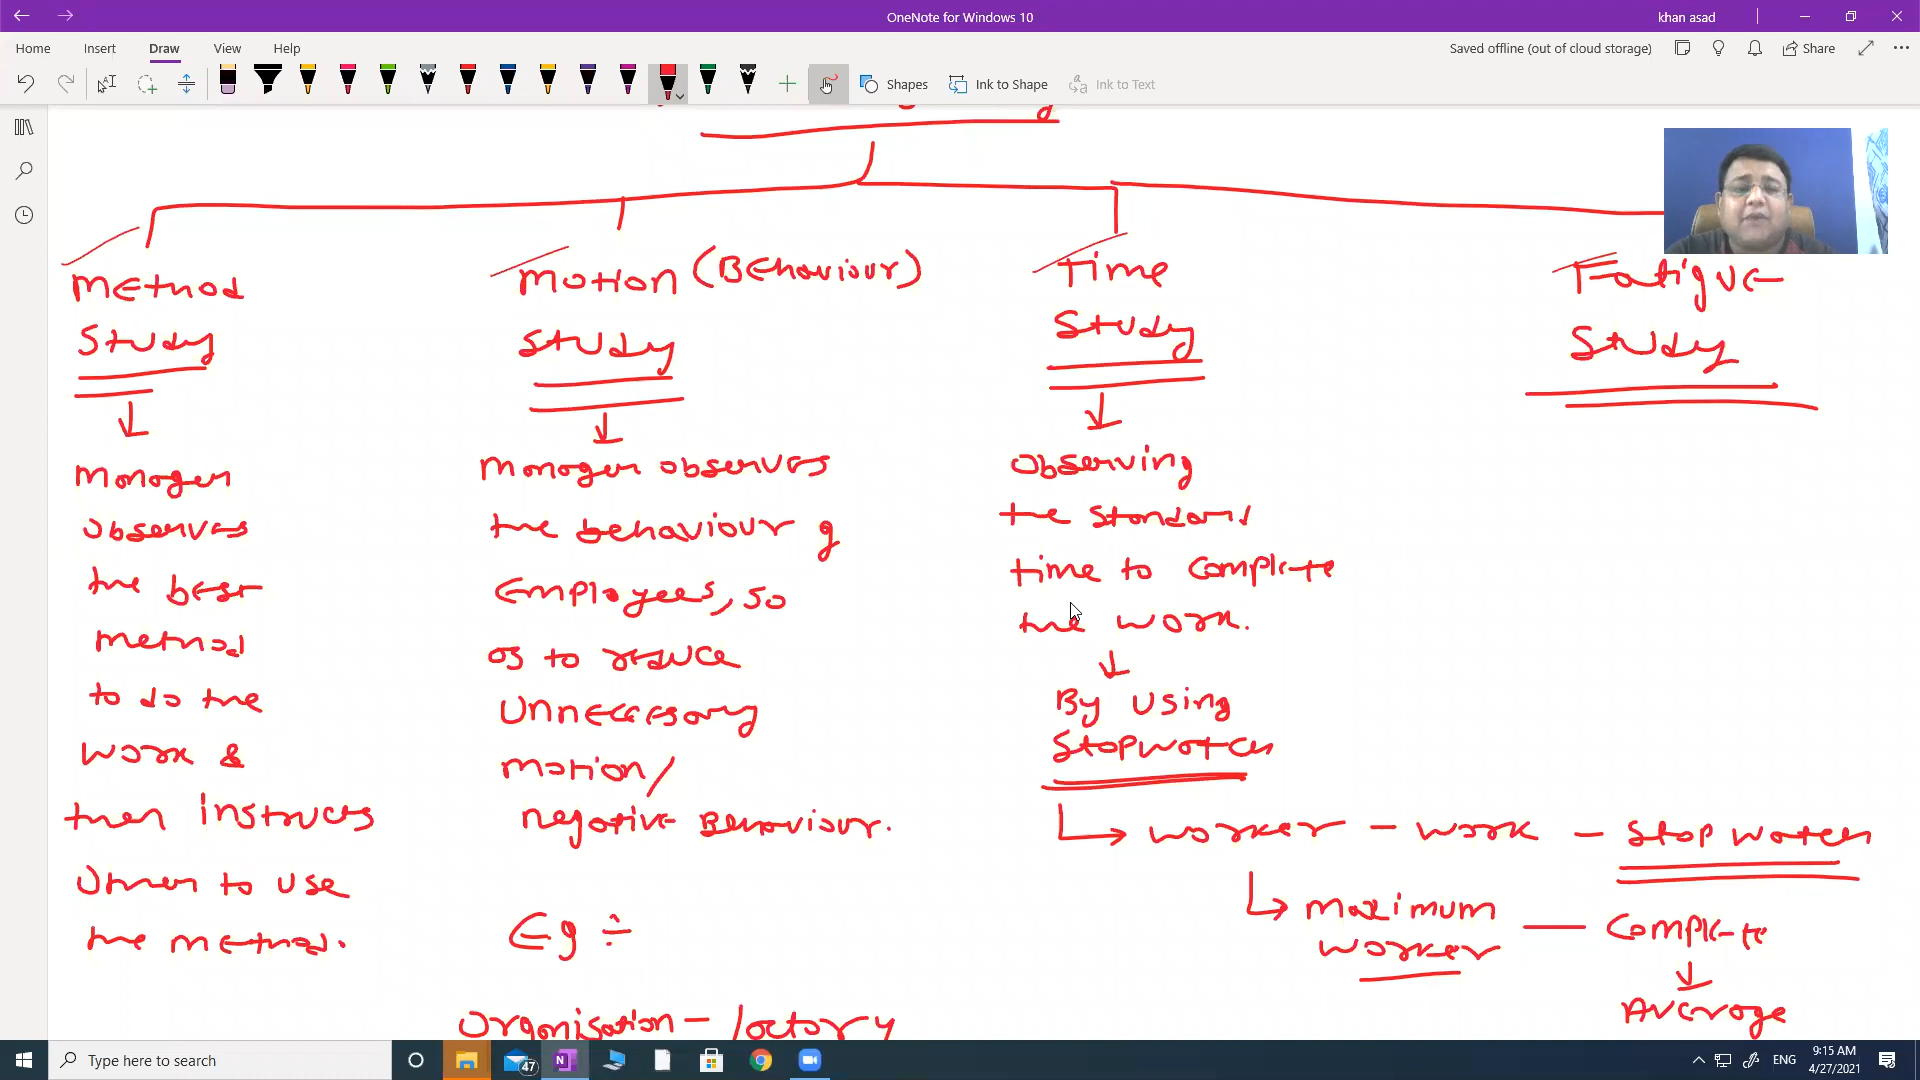 OneNote for Windows 10
khan asad
Home
Insert
Draw
View
Help
Saved offline (out of cloud storage)
Share
Shapes
Ink to Shape
Ink to Text
Method
Study
Manager
observes
the best
method
to do the
work &
then instructs
other to use
the method.
Motion (Behaviour)
Study
Manager observes
the behaviour of
Employees, so
as to reduce
Unneccessary
motion/
negative Behaviour.
Eg ÷
Organisation - factory
Time
Study
Observing
the standard
time to complete
the work.
By using
Stopwatch
worker - work - Stop watch
maximum
worker
Complete
Average
Fatigue
Study
Type here to search
47
ENG
9:15 AM
4/27/2021